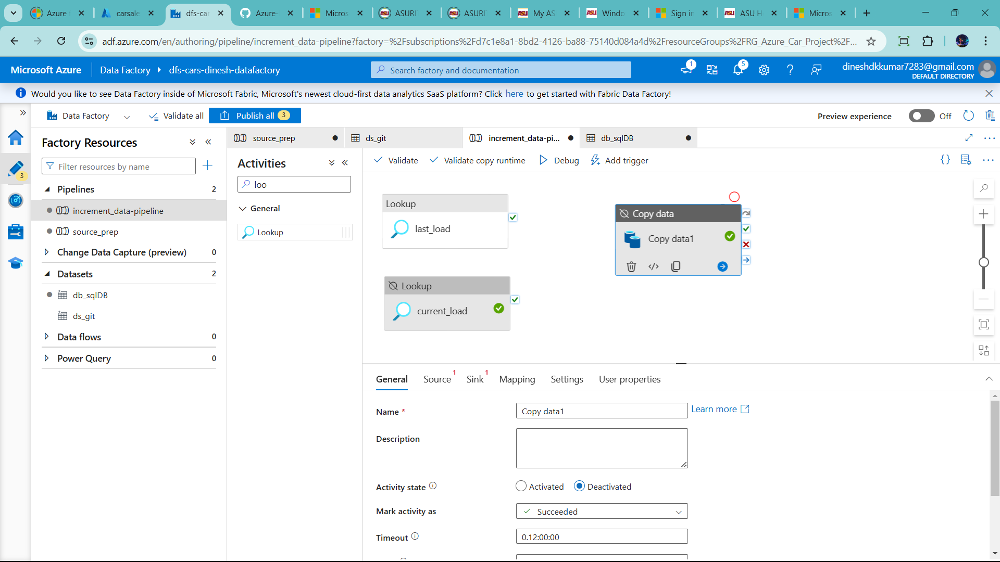 Azure
carsale
dfs-car
Azure-
Micros
ASURI
ASURI
My AS
Windo
Sign in
ASU H
Micros
adf.azure.com/en/authoring/pipeline/increment_data-pipeline?factory=%2Fsubscriptions%2Fd7c1e8a1-8bd2-4126-ba88-75140d084a4d%2FresourceGroups%2FRG_Azure_Car_Project%2F...
Microsoft Azure
Data Factory
dfs-cars-dinesh-datafactory
Search factory and documentation
1
5
dineshdkkumar7283@gmail.com
DEFAULT DIRECTORY
Would you like to see Data Factory inside of Microsoft Fabric, Microsoft's newest cloud-first data analytics SaaS platform? Click here to get started with Fabric Data Factory!
Data Factory
Validate all
Publish all 3
Preview experience
Off
3
Factory Resources
Filter resources by name
Pipelines 2
increment_data-pipeline
source_prep
Change Data Capture (preview) 0
Datasets 2
db_sqlDB
ds_git
Data flows 0
Power Query 0
source_prep
ds_git
increment_data-pi...
db_sqlDB
Activities
loo
General
Lookup
Validate
Validate copy runtime
Debug
Add trigger
Lookup
last_load
Copy data
Copy data1
Lookup
current_load
General
Source 1
Sink 1
Mapping
Settings
User properties
Name *
Copy data1
Learn more
Description
Activity state
Activated
Deactivated
Mark activity as
Succeeded
Timeout
0.12:00:00